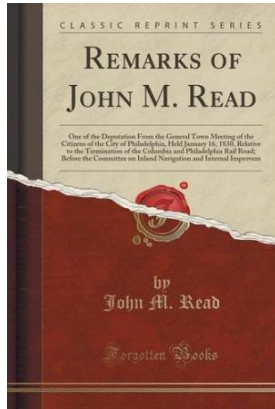 CLASSIC REPRINT SERIES
REMARKS OF
JOHN M. READ
One of the Deputation From the General Town Meeting of the
Citizens of the City of Philadelphia, Held January 16, 1830, Relative
to the Termination of the Columbia and Philadelphia Rail Road;
Before the Committee on Inland Navigation and Internal Improvem
by
John M. Read
Forgotten Books